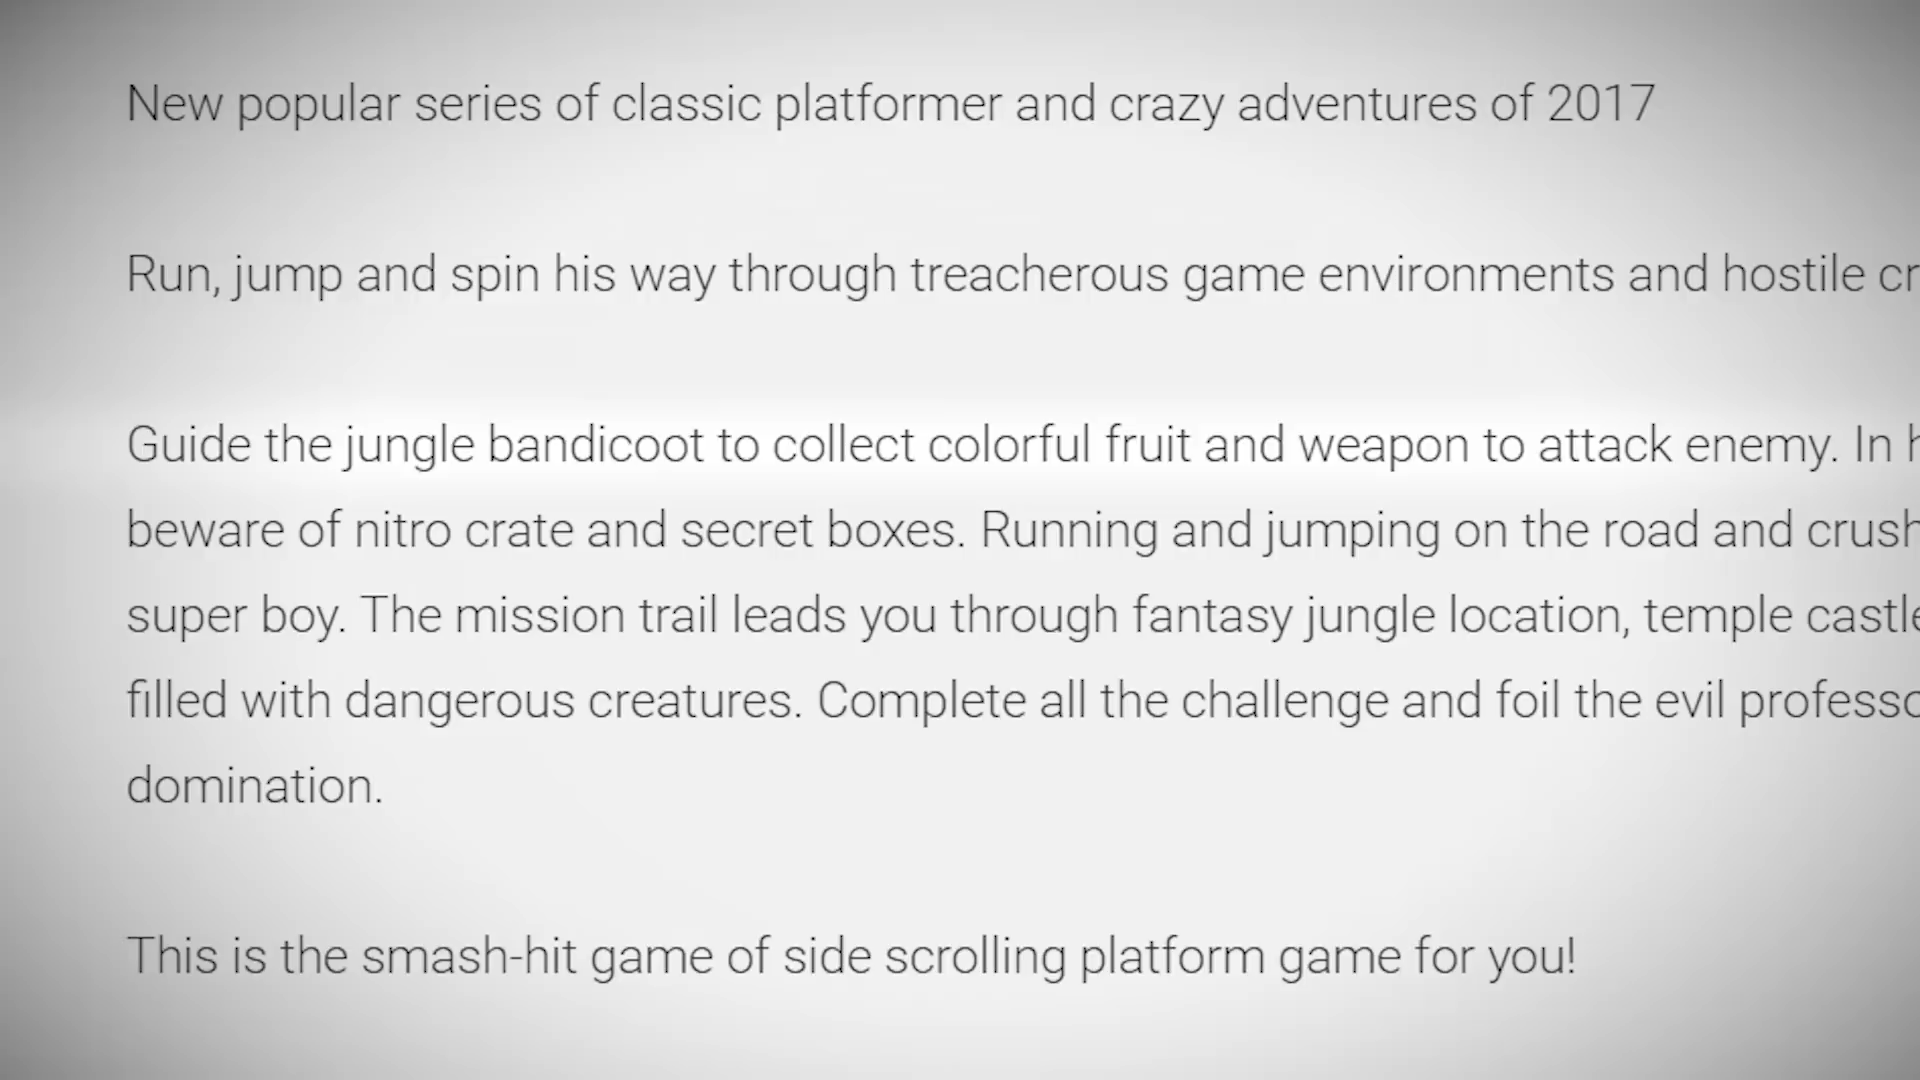 New popular series of classic platformer and crazy adventures of 2017
Run, jump and spin his way through treacherous game environments and hostile
Guide the jungle bandicoot to collect colorful fruit and weapon to attack enemy. In
beware of nitro crate and secret boxes. Running and jumping on the road and crush
super boy. The mission trail leads you through fantasy jungle location, temple castle
filled with dangerous creatures. Complete all the challenge and foil the evil
domination.
This is the smash-hit game of side scrolling platform game for you!